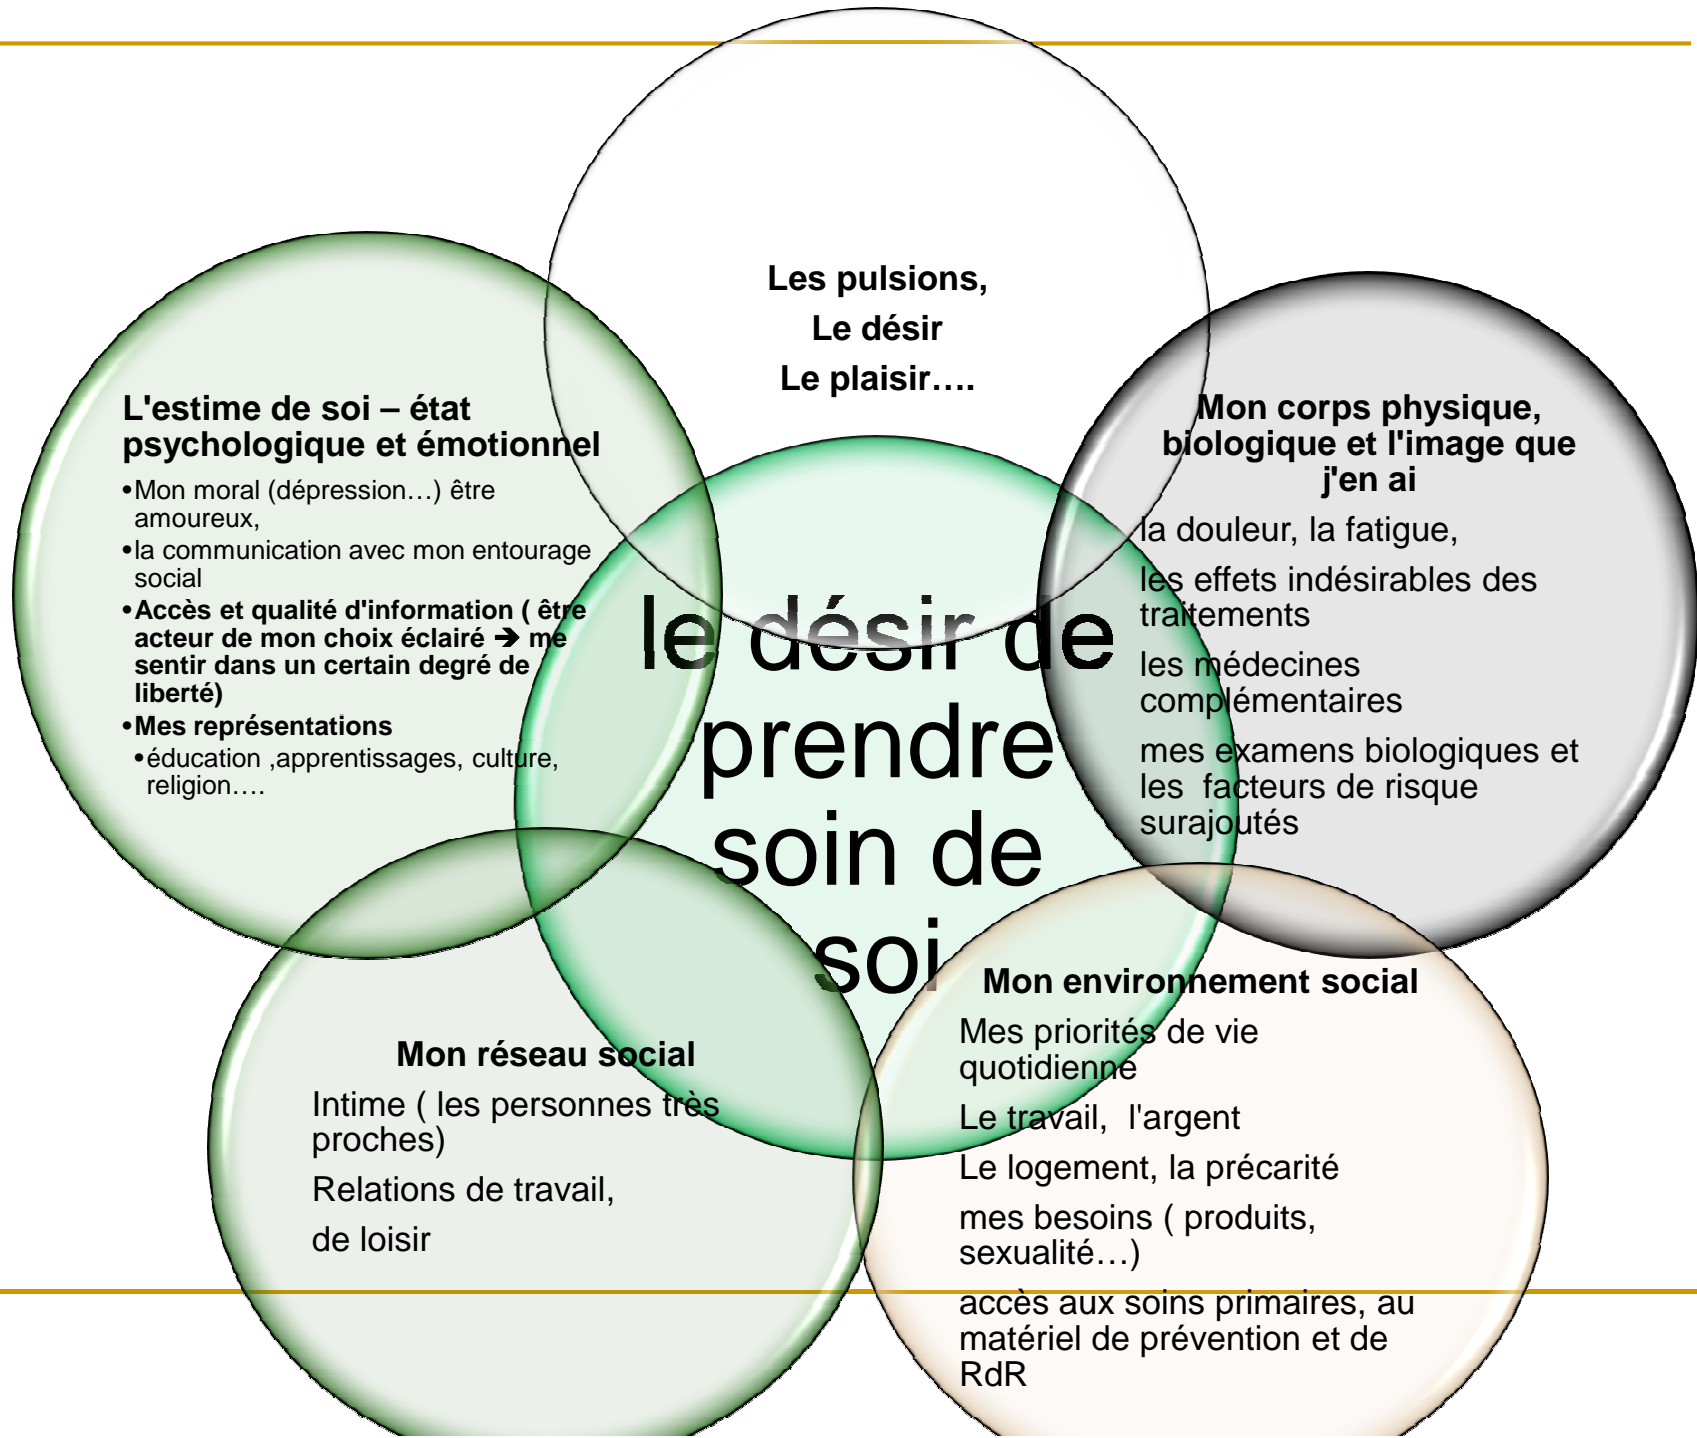 Les pulsions,
Le désir
Le plaisir….
L'estime de soi – état
psychologique et émotionnel
•Mon moral (dépression…) être
amoureux,
•la communication avec mon entourage
social
•Accès et qualité d'information ( être
acteur de mon choix éclairé ➔ me
sentir dans un certain degré de
liberté)
•Mes représentations
•éducation ,apprentissages, culture,
religion….
Mon corps physique,
biologique et l'image que
j'en ai
la douleur, la fatigue,
les effets indésirables des
traitements
les médecines
complémentaires
mes examens biologiques et
les  facteurs de risque
surajoutés
le désir de
prendre
soin de
soi
Mon réseau social
Intime ( les personnes très
proches)
Relations de travail,
de loisir
Mon environnement social
Mes priorités de vie
quotidienne
Le travail,  l'argent
Le logement, la précarité
mes besoins ( produits,
sexualité…)
accès aux soins primaires, au
matériel de prévention et de
RdR